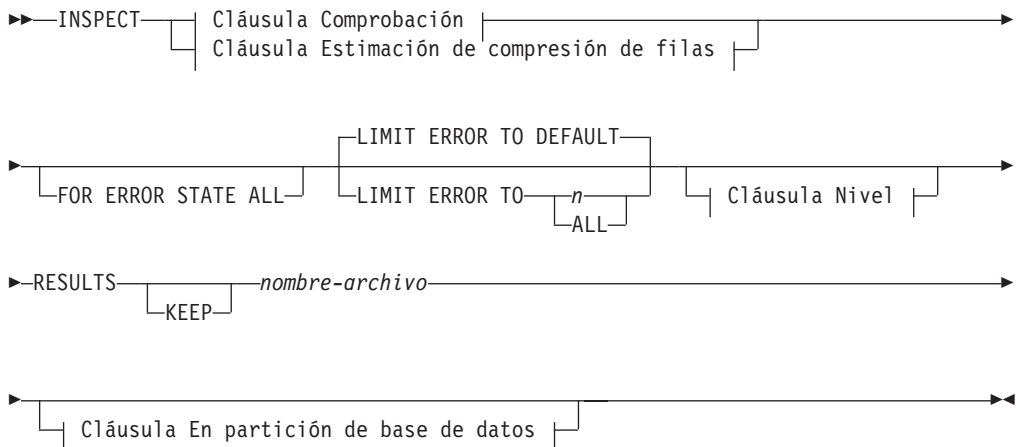 INSPECT Cláusula Comprobación
Cláusula Estimación de compresión de filas
LIMIT ERROR TO DEFAULT
FOR ERROR STATE ALL LIMIT ERROR TO n Cláusula Nivel
ALL
RESULTS nombre-archivo
KEEP
Cláusula En partición de base de datos